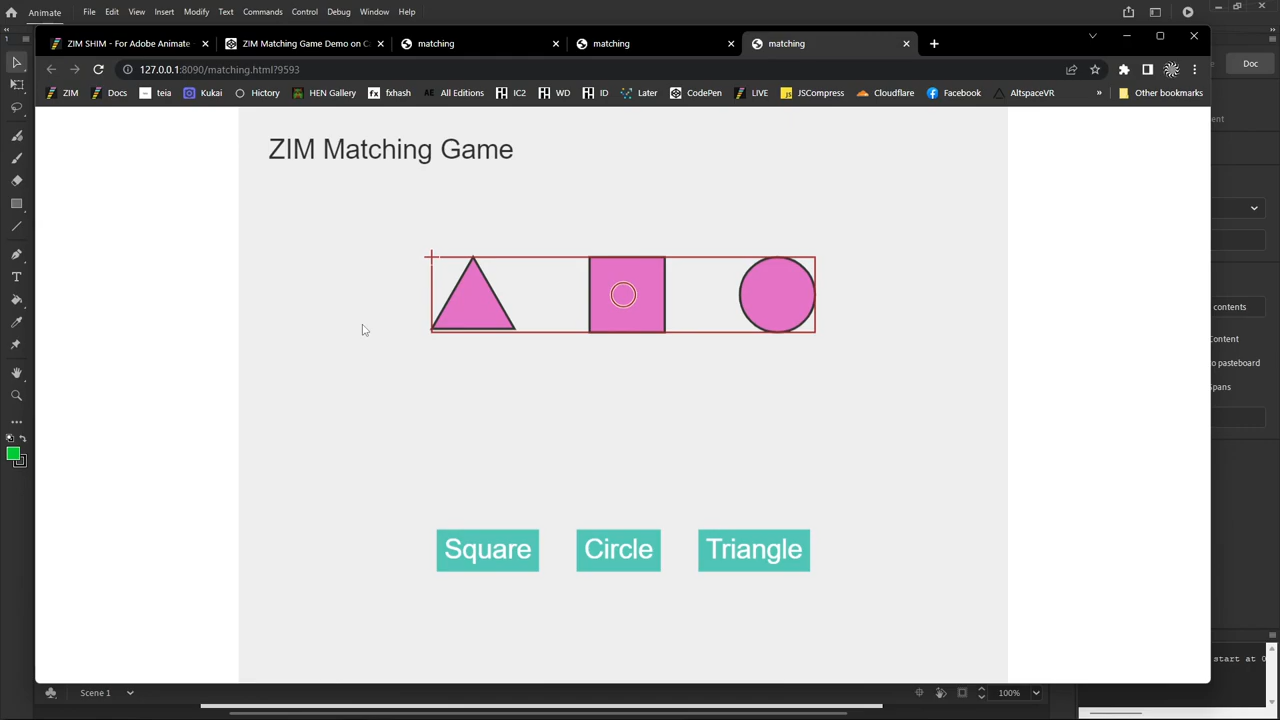 Animate
File Edit View Insert Modify Text Commands Control Debug Window Help
ZIM SHIM - For Adobe Animate
ZIM Matching Game Demo on C
matching
matching
matching
127.0.0.1:8090/matching.html?9593
ZIM Docs teia Kukai Hictory HEN Gallery fxhash All Editions IC2 WD ID Later CodePen LIVE JSCompress Cloudflare Facebook AltspaceVR » Other bookmarks
Doc
ZIM Matching Game
contents
Content
to pasteboard
Spans
Square
Circle
Triangle
start at 0
Scene 1
100%